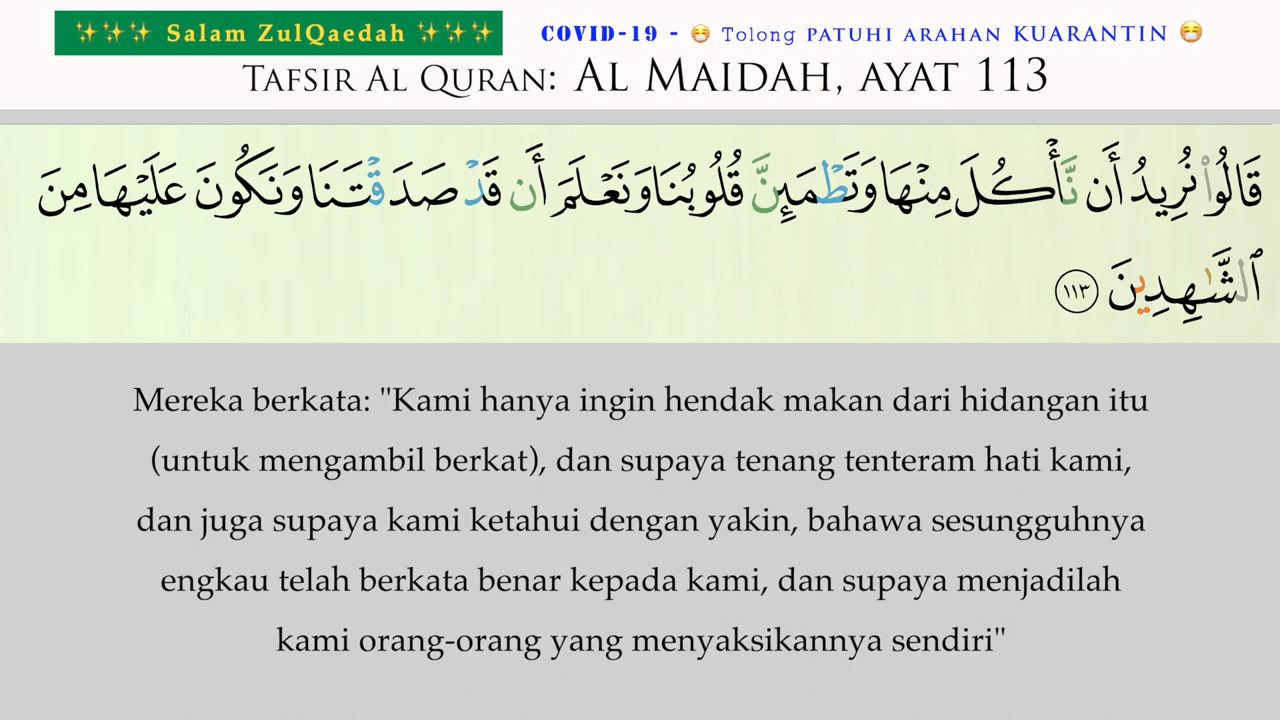 ✨✨✨ Salam ZulQaedah ✨✨✨
COVID-19 - 😷 Tolong PATUHI ARAHAN KUARANTIN 😷
TAFSIR AL QURAN: AL MAIDAH, AYAT 113
قَالُوا۟ نُرِيدُ أَن نَّأْكُلَ مِنْهَا وَتَطْمَئِنَّ قُلُوبُنَا وَنَعْلَمَ أَن قَدْ صَدَقْتَنَا وَنَكُونَ عَلَيْهَا مِنَ
ٱلشَّـٰهِدِينَ ١١٣
Mereka berkata: "Kami hanya ingin hendak makan dari hidangan itu
(untuk mengambil berkat), dan supaya tenang tenteram hati kami,
dan juga supaya kami ketahui dengan yakin, bahawa sesungguhnya
engkau telah berkata benar kepada kami, dan supaya menjadilah
kami orang-orang yang menyaksikannya sendiri"